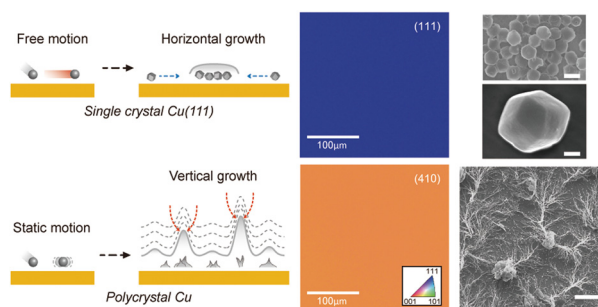 Free motion
Horizontal growth
Single crystal Cu(111)
(111)
100μm
Vertical growth
Static motion
Polycrystal Cu
(410)
100μm
111
001 101